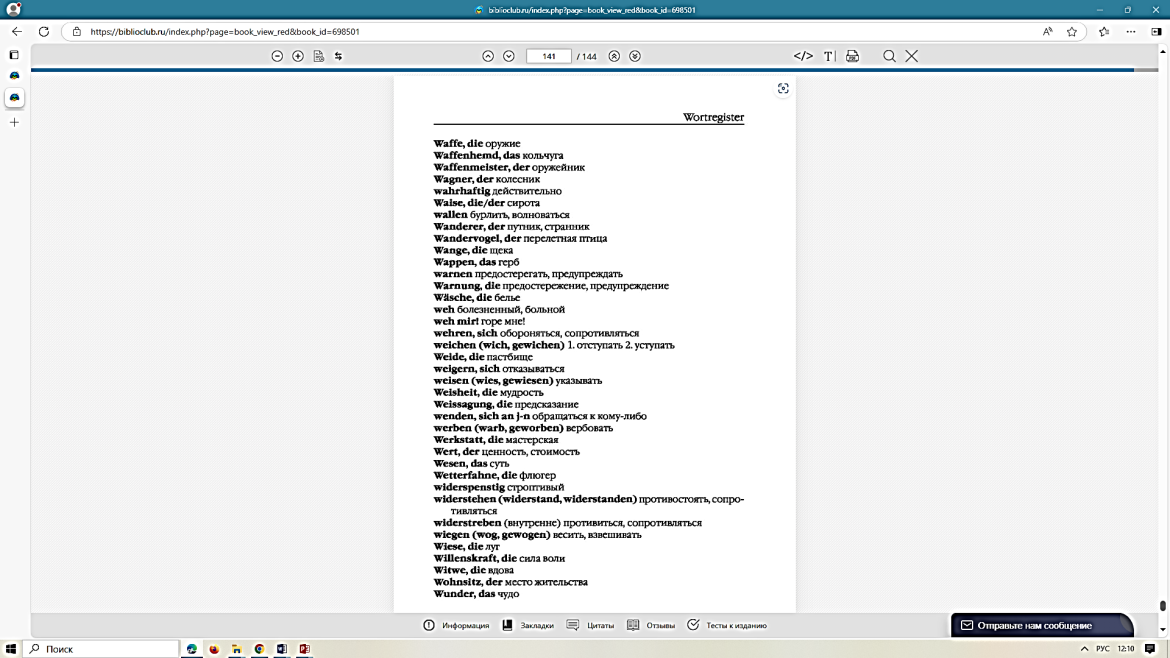 biblioclub.ru/index.php?page=book_view_red&book_id=698501
https://biblioclub.ru/index.php?page=book_view_red&book_id=698501
141 / 144
Wortregister
Waffe, die оружие
Waffenhemd, das кольчуга
Waffenmeister, der оружейник
Wagner, der колесник
wahrhaftig действительно
Waise, die/der сирота
wallen бурлить, волноваться
Wanderer, der путник, странник
Wandervogel, der перелетная птица
Wange, die щека
Wappen, das герб
warnen предостерегать, предупреждать
Warnung, die предостережение, предупреждение
Wäsche, die белье
weh болезненный, больной
weh mir! горе мне!
wehren, sich обороняться, сопротивляться
weichen (wich, gewichen) 1. отступать 2. уступать
Weide, die пастбище
weigern, sich отказываться
weisen (wies, gewiesen) указывать
Weisheit, die мудрость
Weissagung, die предсказание
wenden, sich an j-n обращаться к кому-либо
werben (warb, geworben) вербовать
Werkstatt, die мастерская
Wert, der ценность, стоимость
Wesen, das суть
Wetterfahne, die флюгер
widerspenstig строптивый
widerstehen (widerstand, widerstanden) противостоять, сопро-
тивляться
widerstreben (внутренне) противиться, сопротивляться
wiegen (wog, gewogen) весить, взвешивать
Wiese, die луг
Willenskraft, die сила воли
Witwe, die вдова
Wohnsitz, der место жительства
Wunder, das чудо
Информация Закладки Цитаты Отзывы Тесты к изданию
Отправьте нам сообщение
Поиск
РУС 12:10